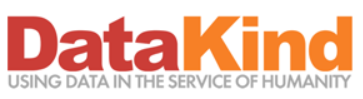 DataKind
USING DATA IN THE SERVICE OF HUMANITY